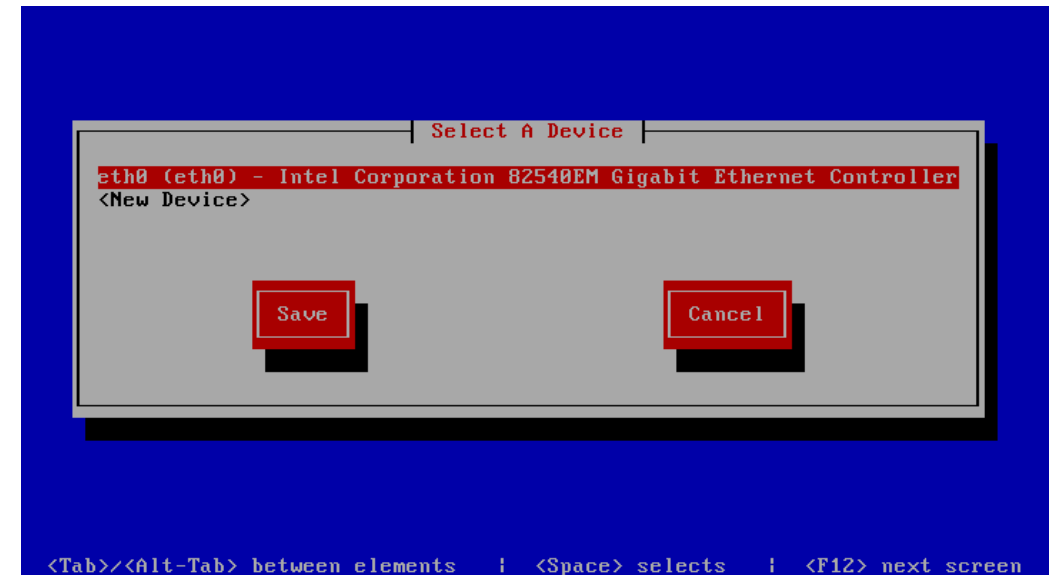 Select A Device
eth0 (eth0) - Intel Corporation 82540EM Gigabit Ethernet Controller
<New Device>
Save Cancel
<Tab>/<Alt-Tab> between elements | <Space> selects | <F12> next screen